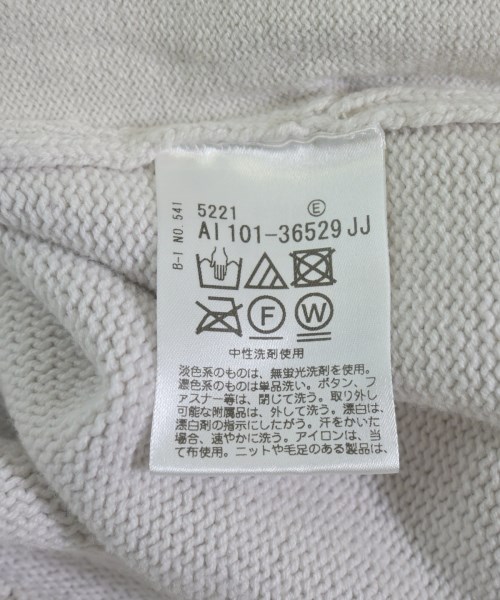 B-1 NO. 541
5221 E
AI 101-36529 JJ
F W
中性洗剤使用
淡色系のものは、無蛍光洗剤を使用。
濃色系のものは単品洗い。ボタン、フ
ァスナー等は、閉じて洗う。取り外し
可能な附属品は、外して洗う。漂白は、
漂白剤の指示にしたがう。汗をかいた
場合、速やかに洗う。アイロンは、当
て布使用。ニットや毛足のある製品は、